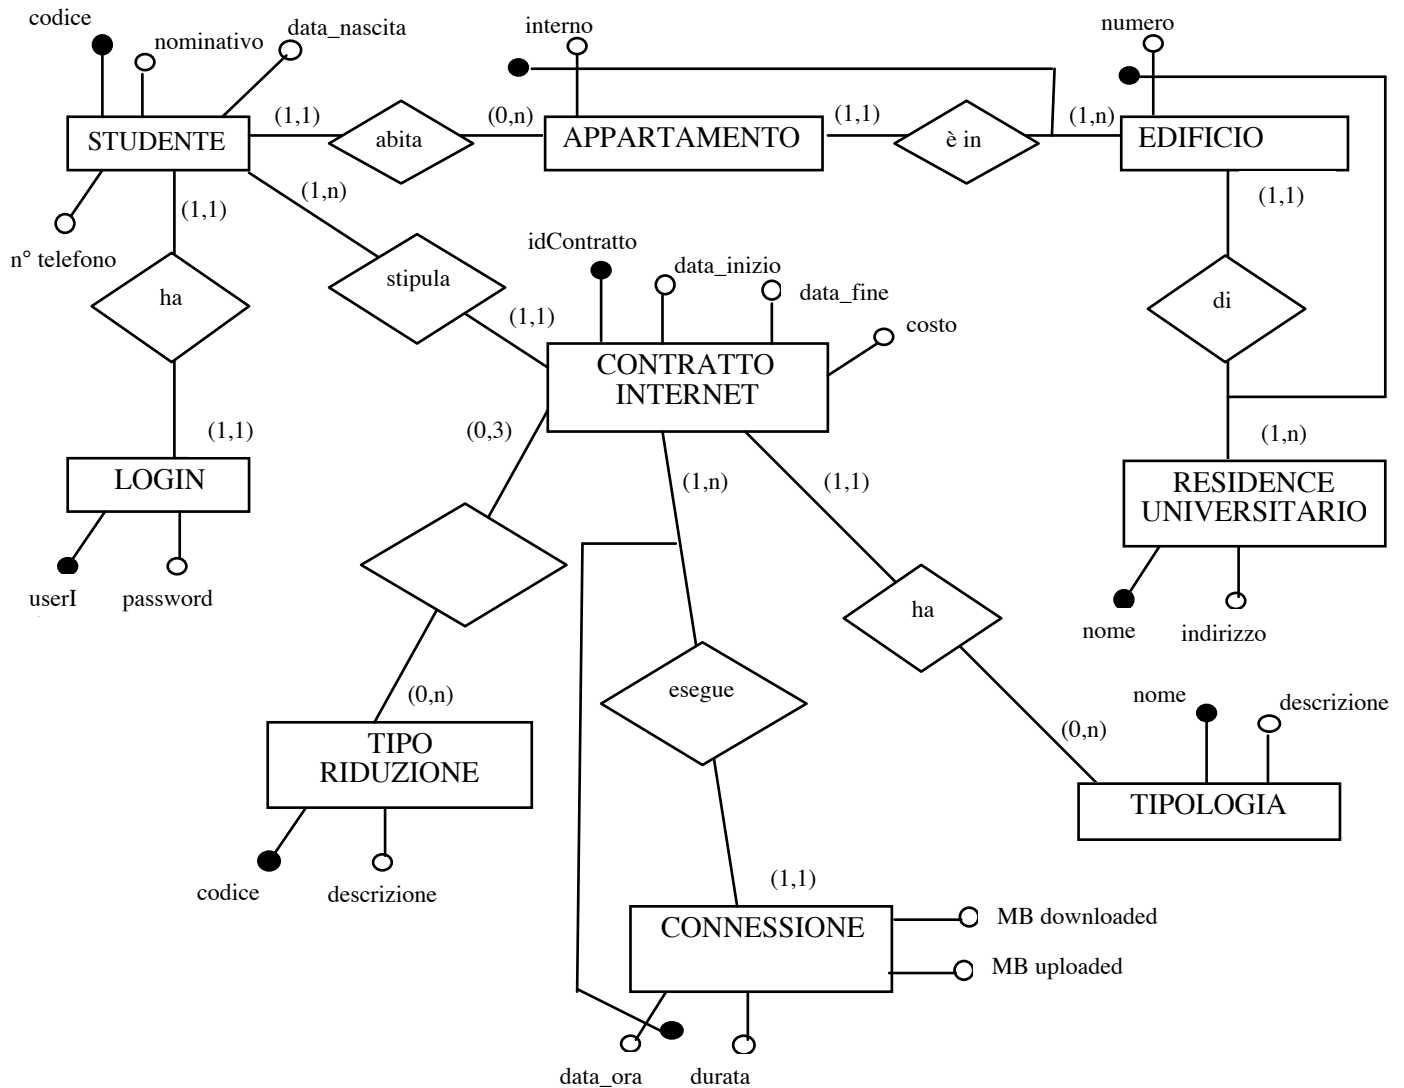 codice
nominativo
data_nascita
interno
numero
(1,1)
(0,n)
(1,1)
(1,n)
STUDENTE
abita
APPARTAMENTO
è in
EDIFICIO
(1,n)
(1,1)
(1,1)
n° telefono
idContratto
data_inizio
data_fine
ha
stipula
di
(1,1)
costo
CONTRATTO
INTERNET
(1,1)
(0,3)
(1,n)
LOGIN
(1,n)
(1,1)
RESIDENCE
UNIVERSITARIO
userI
password
ha
nome
indirizzo
esegue
(0,n)
nome
descrizione
(0,n)
TIPO
RIDUZIONE
TIPOLOGIA
codice
descrizione
(1,1)
CONNESSIONE
MB downloaded
MB uploaded
data_ora
durata